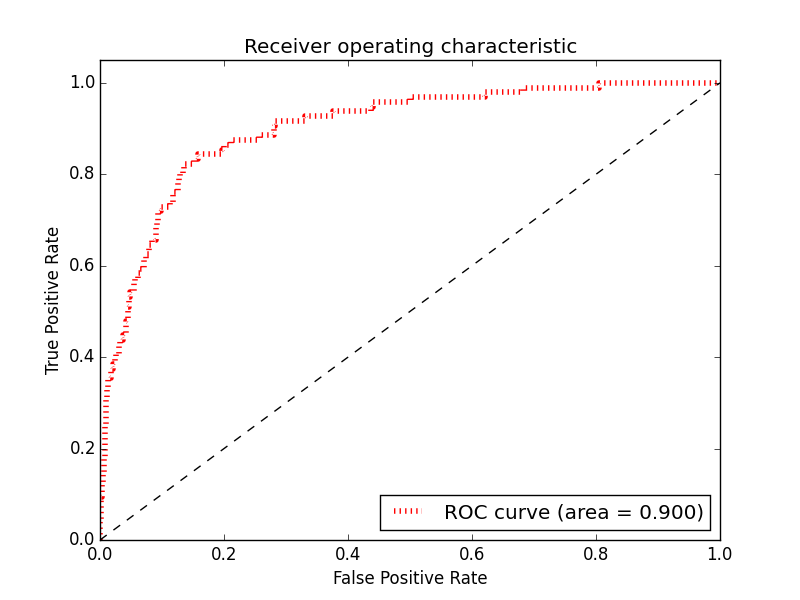 Receiver operating characteristic
True Positive Rate
1.0
0.8
0.6
0.4
0.2
0.0
ROC curve (area = 0.900)
0.0 0.2 0.4 0.6 0.8 1.0
False Positive Rate